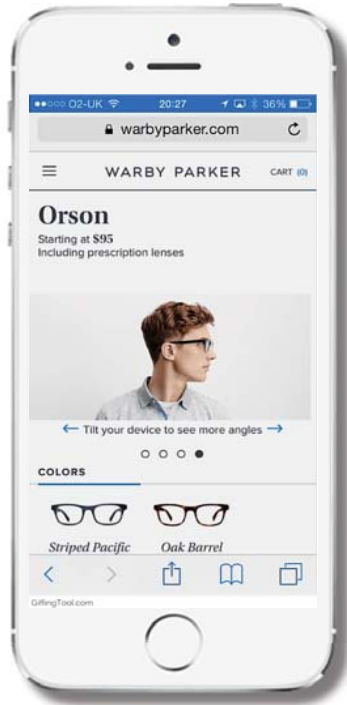 O2-UK 20:27 36%
warbyparker.com
WARBY PARKER CART (0)
Orson
Starting at $95
Including prescription lenses
Tilt your device to see more angles
COLORS
Striped Pacific Oak Barrel
GiffingTool.com